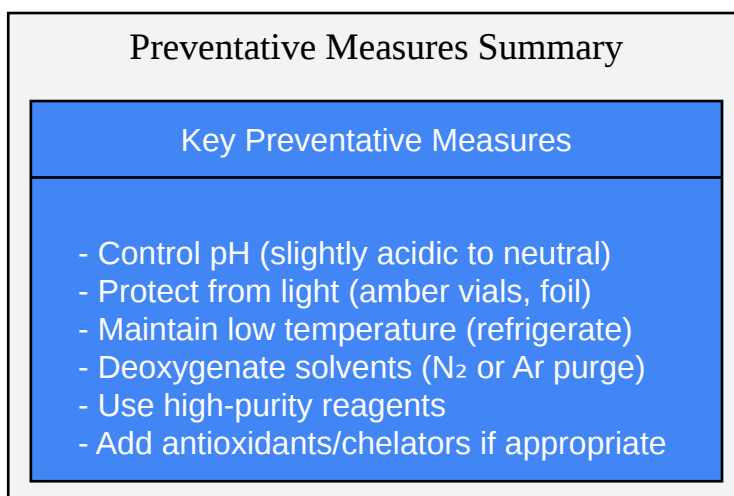 Preventative Measures Summary
Key Preventative Measures
- Control pH (slightly acidic to neutral)
- Protect from light (amber vials, foil)
- Maintain low temperature (refrigerate)
- Deoxygenate solvents (N₂ or Ar purge)
- Use high-purity reagents
- Add antioxidants/chelators if appropriate